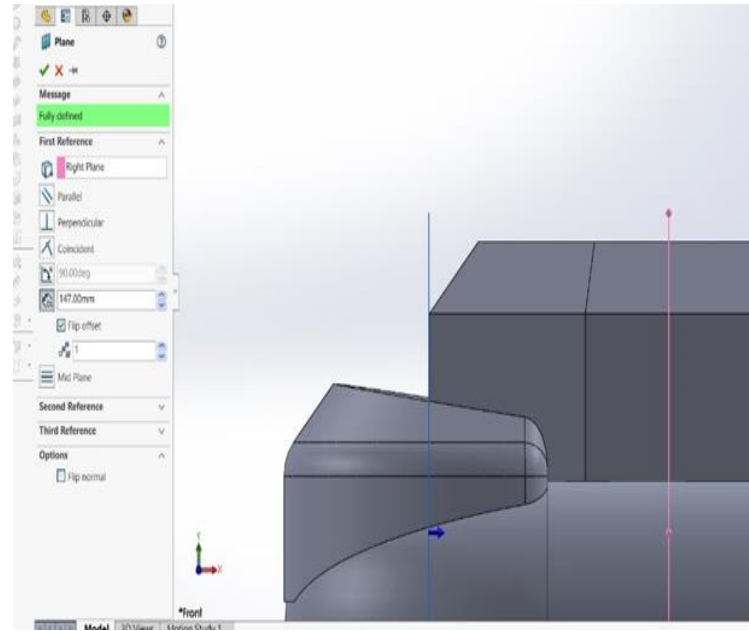 Plane
Message
Fully defined
First Reference
Right Plane
Parallel
Perpendicular
Coincident
90.00deg
147.00mm
Flip offset
1
Mid Plane
Second Reference
Third Reference
Options
Flip normal
Y
X
*Front
Model 3D Views Motion Study 1